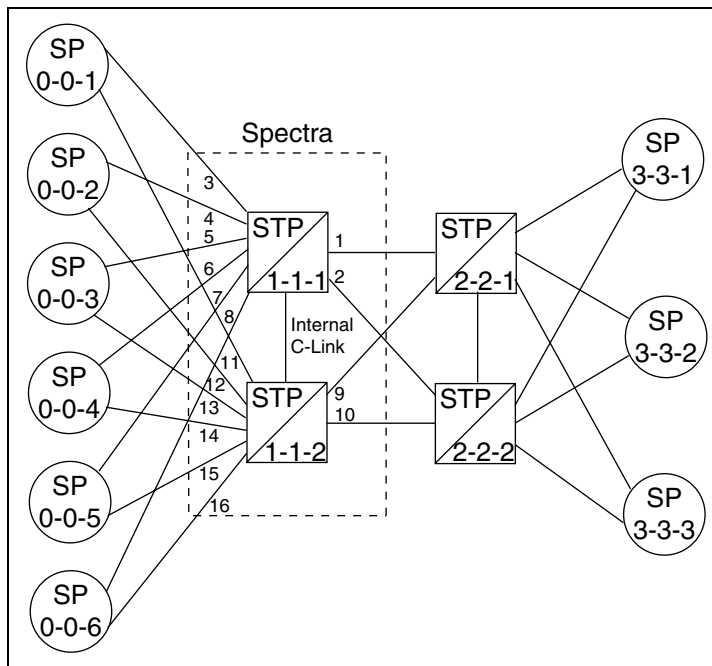 SP
0-0-1
SP
0-0-2
SP
0-0-3
SP
0-0-4
SP
0-0-5
SP
0-0-6
Spectra
3
4
5
6
7
8
11
12
13
14
15
16
STP
1-1-1
1
2
Internal
C-Link
STP
1-1-2
9
10
STP
2-2-1
STP
2-2-2
SP
3-3-1
SP
3-3-2
SP
3-3-3